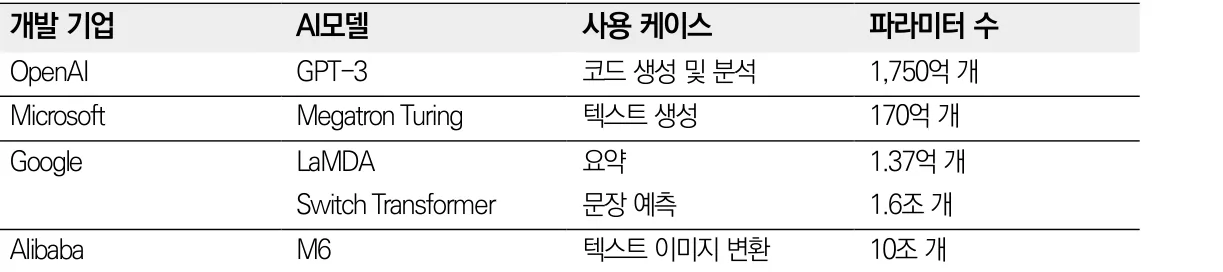 개발 기업 AI모델 사용 케이스 파라미터 수
OpenAI GPT-3 코드 생성 및 분석 1,750억 개
Microsoft Megatron Turing 텍스트 생성 170억 개
Google LaMDA 요약 1.37억 개
Switch Transformer 문장 예측 1.6조 개
Alibaba M6 텍스트 이미지 변환 10조 개